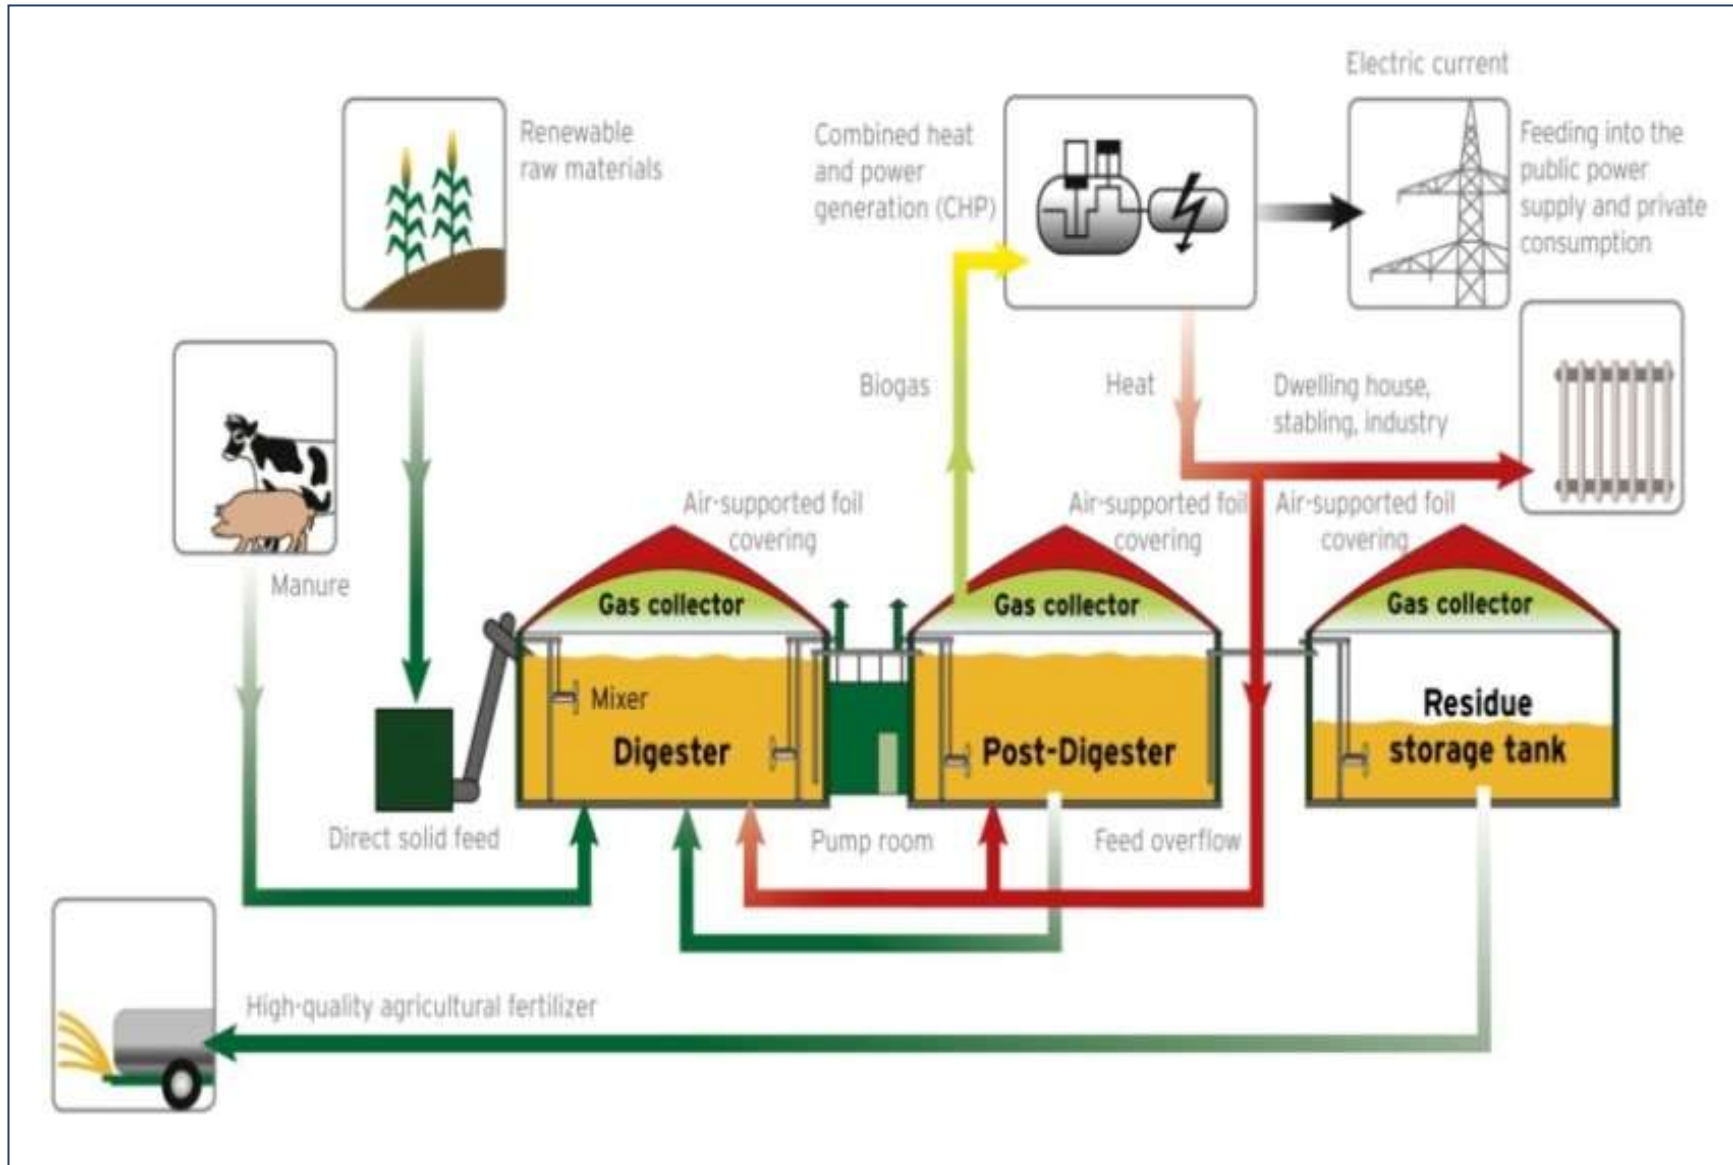 Electric current
Renewable
raw materials
Combined heat
and power
generation (CHP)
Feeding into the
public power
supply and private
consumption
Biogas
Heat
Dwelling house,
stabling, industry
Manure
Air-supported foil
covering
Air-supported foil
covering
Air-supported foil
covering
Gas collector
Gas collector
Gas collector
Mixer
Digester
Post-Digester
Residue
storage tank
Direct solid feed
Pump room
Feed overflow
High-quality agricultural fertilizer